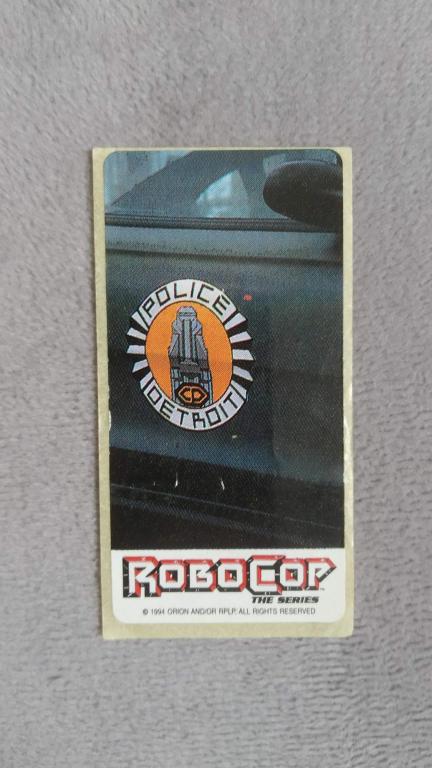 POLICE
DETROIT
ROBOCOP
THE SERIES
© 1994 ORION AND/OR RPLP. ALL RIGHTS RESERVED